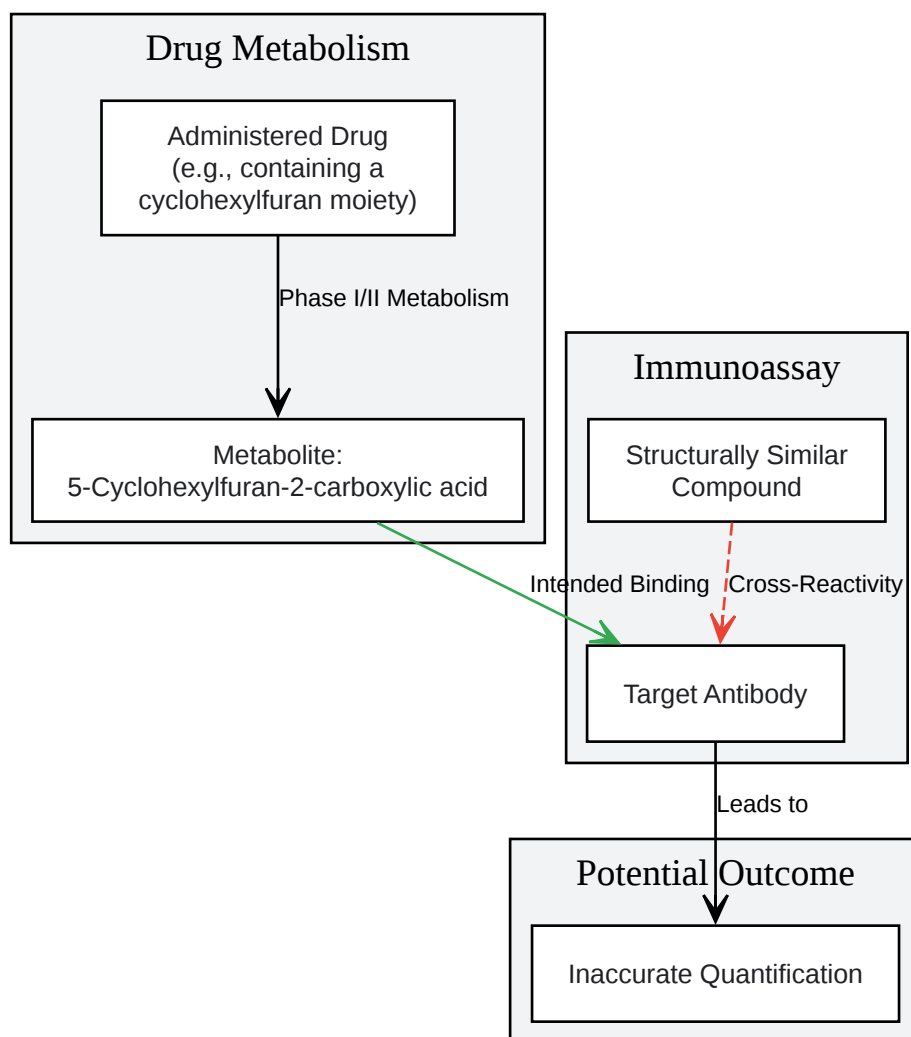 Drug Metabolism
Administered Drug
(e.g., containing a
cyclohexylfuran moiety)
Phase I/II Metabolism
Metabolite:
5-Cyclohexylfuran-2-carboxylic acid
Immunoassay
Structurally Similar
Compound
Intended Binding
Cross-Reactivity
Target Antibody
Leads to
Potential Outcome
Inaccurate Quantification